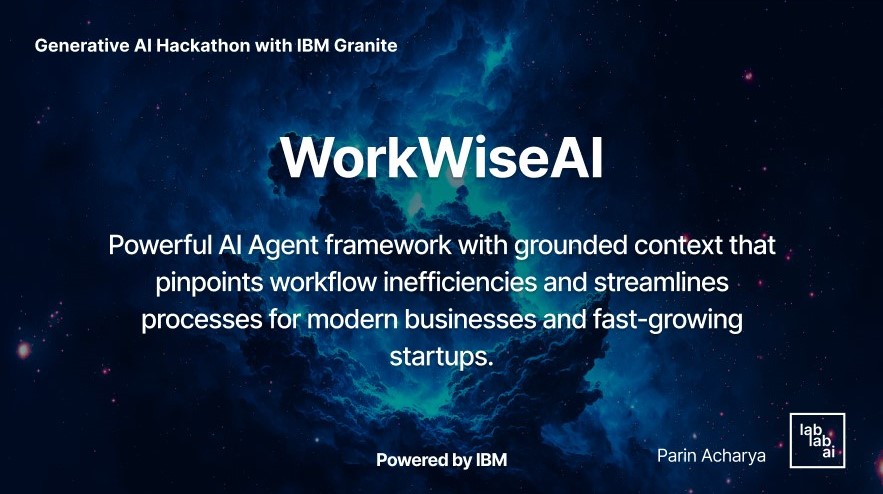 Generative AI Hackathon with IBM Granite
WorkWiseAI
Powerful AI Agent framework with grounded context that
pinpoints workflow inefficiencies and streamlines
processes for modern businesses and fast-growing
startups.
Powered by IBM
Parin Acharya
lab
lab
ai